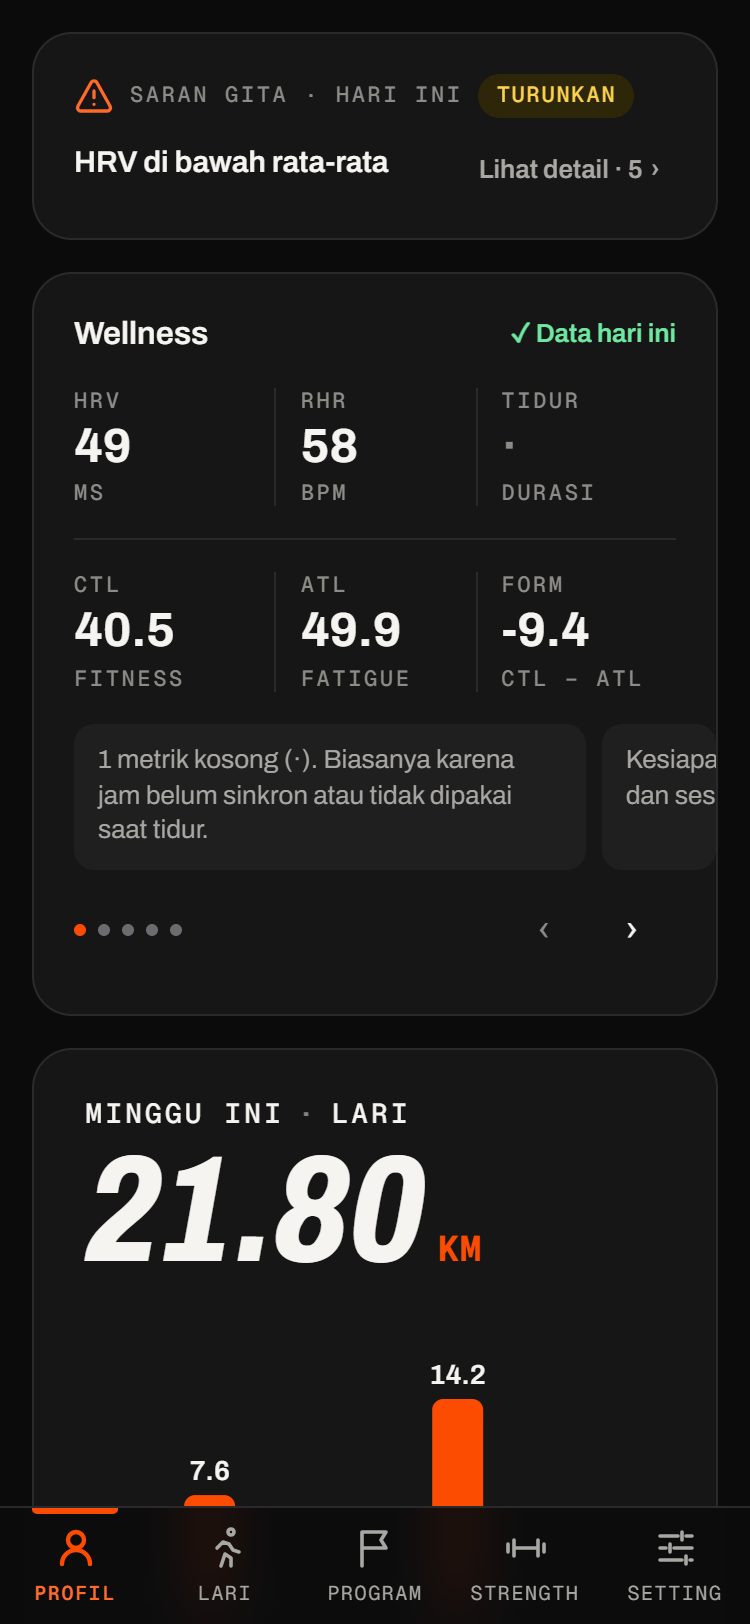 SARAN GITA · HARI INI TURUNKAN
HRV di bawah rata-rata
Lihat detail · 5 ›
Wellness
✓ Data hari ini
HRV
49
MS
RHR
58
BPM
TIDUR
·
DURASI
CTL
40.5
FITNESS
ATL
49.9
FATIGUE
FORM
-9.4
CTL – ATL
1 metrik kosong (·). Biasanya karena
jam belum sinkron atau tidak dipakai
saat tidur.
Kesiapa
dan ses
‹ ›
MINGGU INI · LARI
21.80 KM
14.2
7.6
PROFIL
LARI
PROGRAM
STRENGTH
SETTING